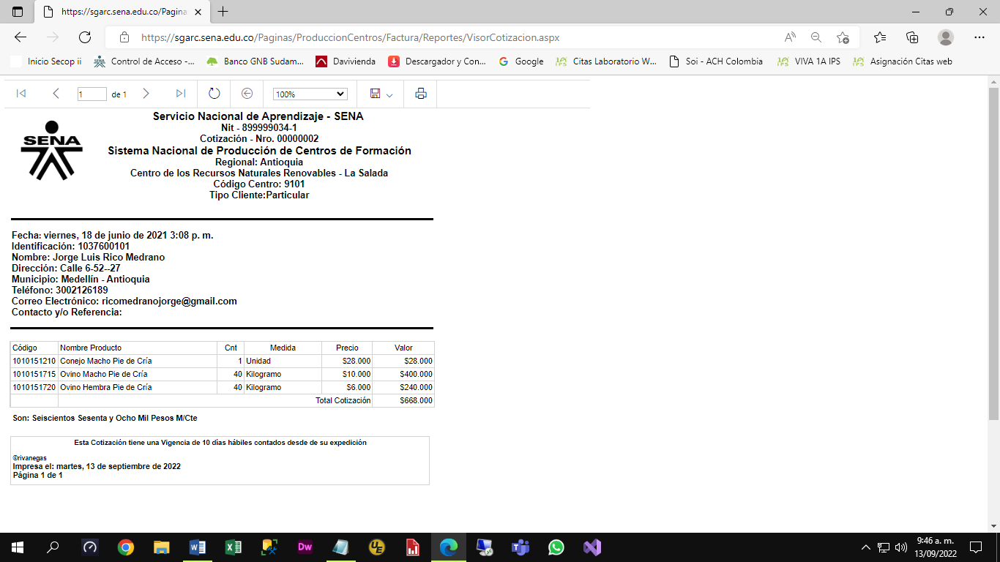 https://sgarc.sena.edu.co/Pagina
https://sgarc.sena.edu.co/Paginas/ProduccionCentros/Factura/Reportes/VisorCotizacion.aspx
Inicio Secop ii
Control de Acceso -...
Banco GNB Sudam...
Davivienda
Descargador y Con...
Google
Citas Laboratorio W...
Soi - ACH Colombia
VIVA 1A IPS
Asignación Citas web
1 de 1
100%
SENA
Servicio Nacional de Aprendizaje - SENA
Nit - 899999034-1
Cotización - Nro. 00000002
Sistema Nacional de Producción de Centros de Formación
Regional: Antioquia
Centro de los Recursos Naturales Renovables - La Salada
Código Centro: 9101
Tipo Cliente:Particular
Fecha: viernes, 18 de junio de 2021 3:08 p. m.
Identificación: 1037600101
Nombre: Jorge Luis Rico Medrano
Dirección: Calle 6-52--27
Municipio: Medellín - Antioquia
Teléfono: 3002126189
Correo Electrónico: ricomedranojorge@gmail.com
Contacto y/o Referencia:
Código Nombre Producto Cnt Medida Precio Valor
1010151210 Conejo Macho Pie de Cría 1 Unidad $28.000 $28.000
1010151715 Ovino Macho Pie de Cría 40 Kilogramo $10.000 $400.000
1010151720 Ovino Hembra Pie de Cría 40 Kilogramo $6.000 $240.000
Total Cotización $668.000
Son: Seiscientos Sesenta y Ocho Mil Pesos M/Cte
Esta Cotización tiene una Vigencia de 10 días hábiles contados desde de su expedición
©rivanegas
Impresa el: martes, 13 de septiembre de 2022
Página 1 de 1
Dw
UE
9:46 a. m.
13/09/2022